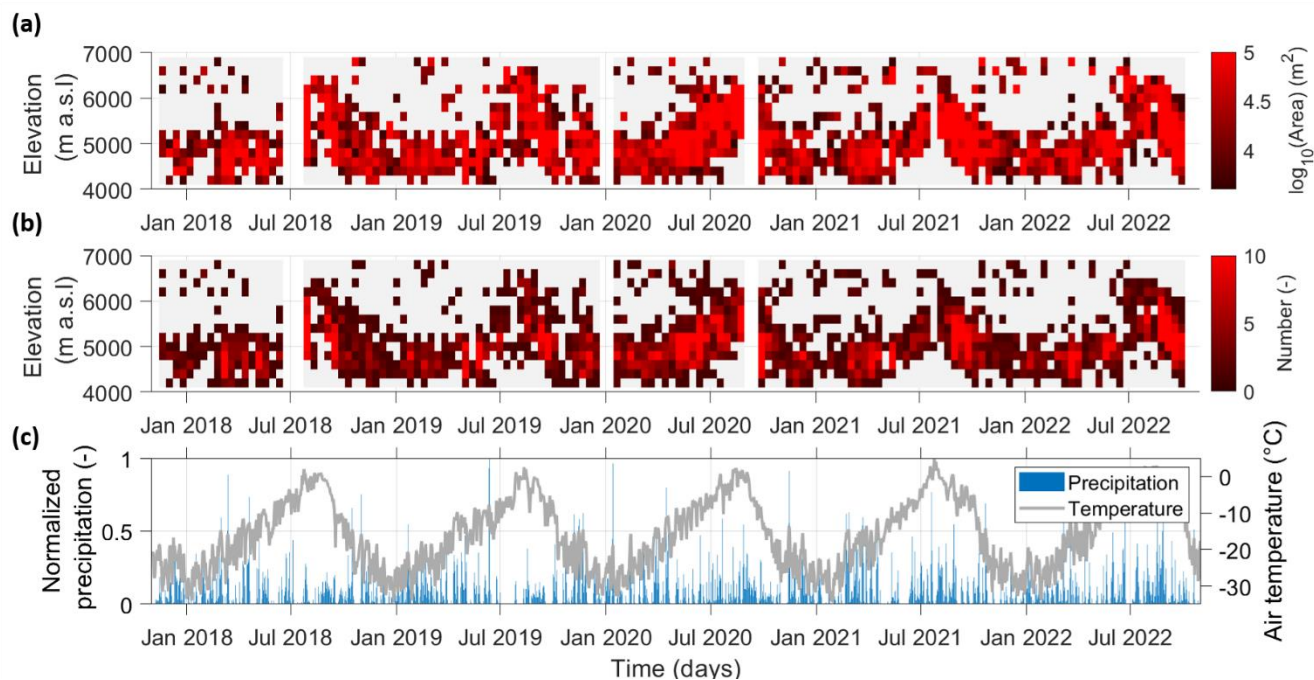 (a)
7000
6000
5000
4000
Elevation
(m a.s.l)
Jan 2018 Jul 2018 Jan 2019 Jul 2019 Jan 2020 Jul 2020 Jan 2021 Jul 2021 Jan 2022 Jul 2022
5
4.5
4
log10(Area) (m2)
(b)
7000
6000
5000
4000
Elevation
(m a.s.l)
Jan 2018 Jul 2018 Jan 2019 Jul 2019 Jan 2020 Jul 2020 Jan 2021 Jul 2021 Jan 2022 Jul 2022
10
5
0
Number (-)
(c)
1
0.5
0
Normalized
precipitation (-)
Precipitation
Temperature
0
-10
-20
-30
Air temperature (°C)
Jan 2018 Jul 2018 Jan 2019 Jul 2019 Jan 2020 Jul 2020 Jan 2021 Jul 2021 Jan 2022 Jul 2022
Time (days)